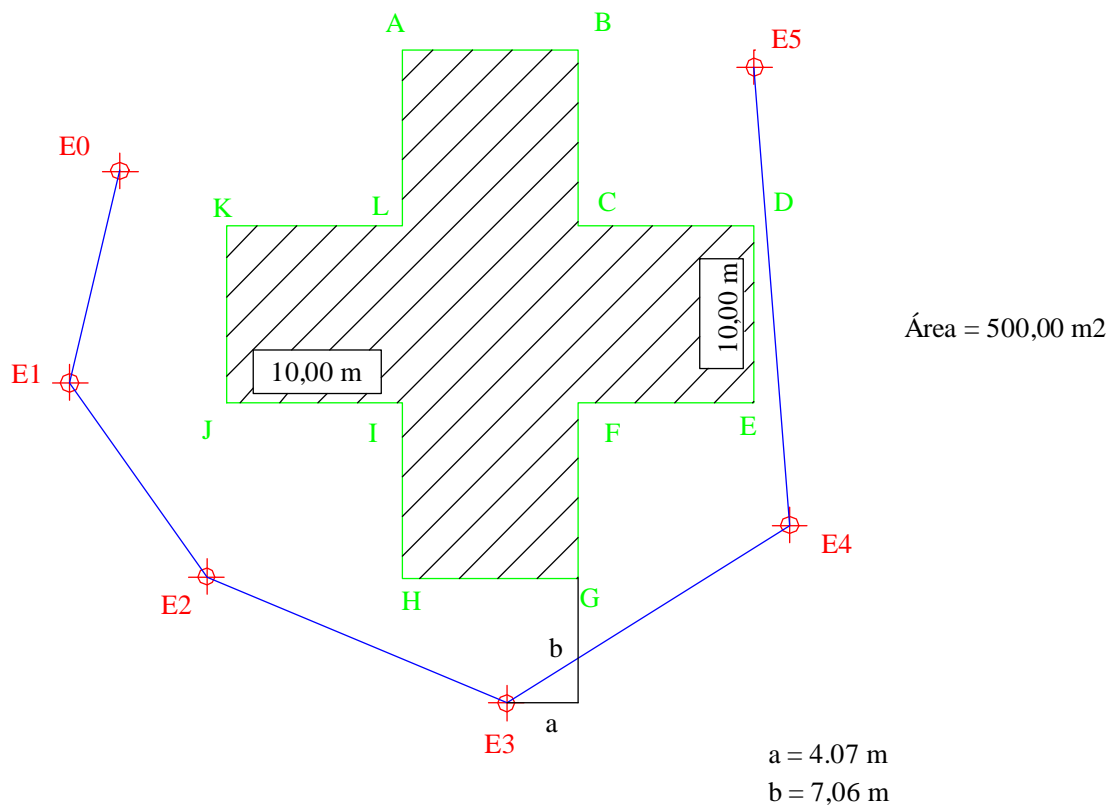 A
B
E5
E0
K
L
C
D
10,00 m
Área = 500,00 m2
E1
10,00 m
J
I
F
E
E4
E2
H
G
b
a
E3
a = 4.07 m
b = 7,06 m